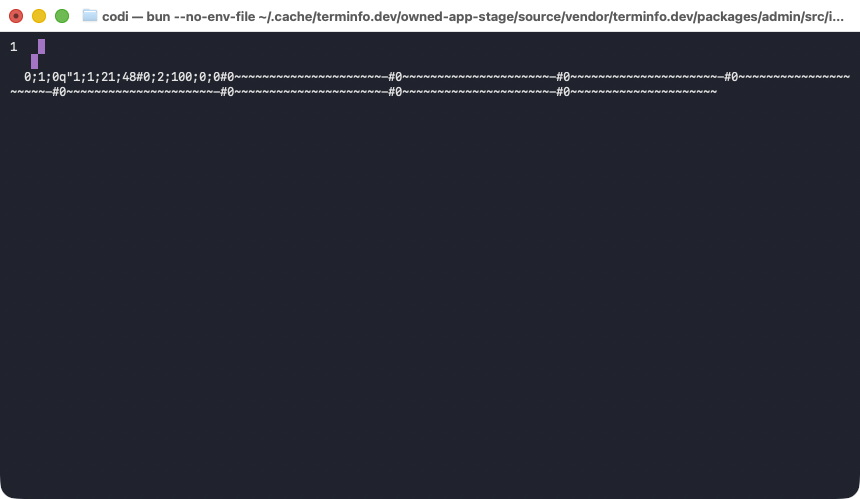 codi — bun --no-env-file ~/.cache/terminfo.dev/owned-app-stage/source/vendor/terminfo.dev/packages/admin/src/i...
1
0;1;0q"1;1;21;48#0;2;100;0;0#0~~~~~~~~~~~~~~~~~~~~~-#0~~~~~~~~~~~~~~~~~~~~~-#0~~~~~~~~~~~~~~~~~~~~~-#0~~~~~~~~~~~~~~~~
~~~~~-#0~~~~~~~~~~~~~~~~~~~~~-#0~~~~~~~~~~~~~~~~~~~~~-#0~~~~~~~~~~~~~~~~~~~~~-#0~~~~~~~~~~~~~~~~~~~~~